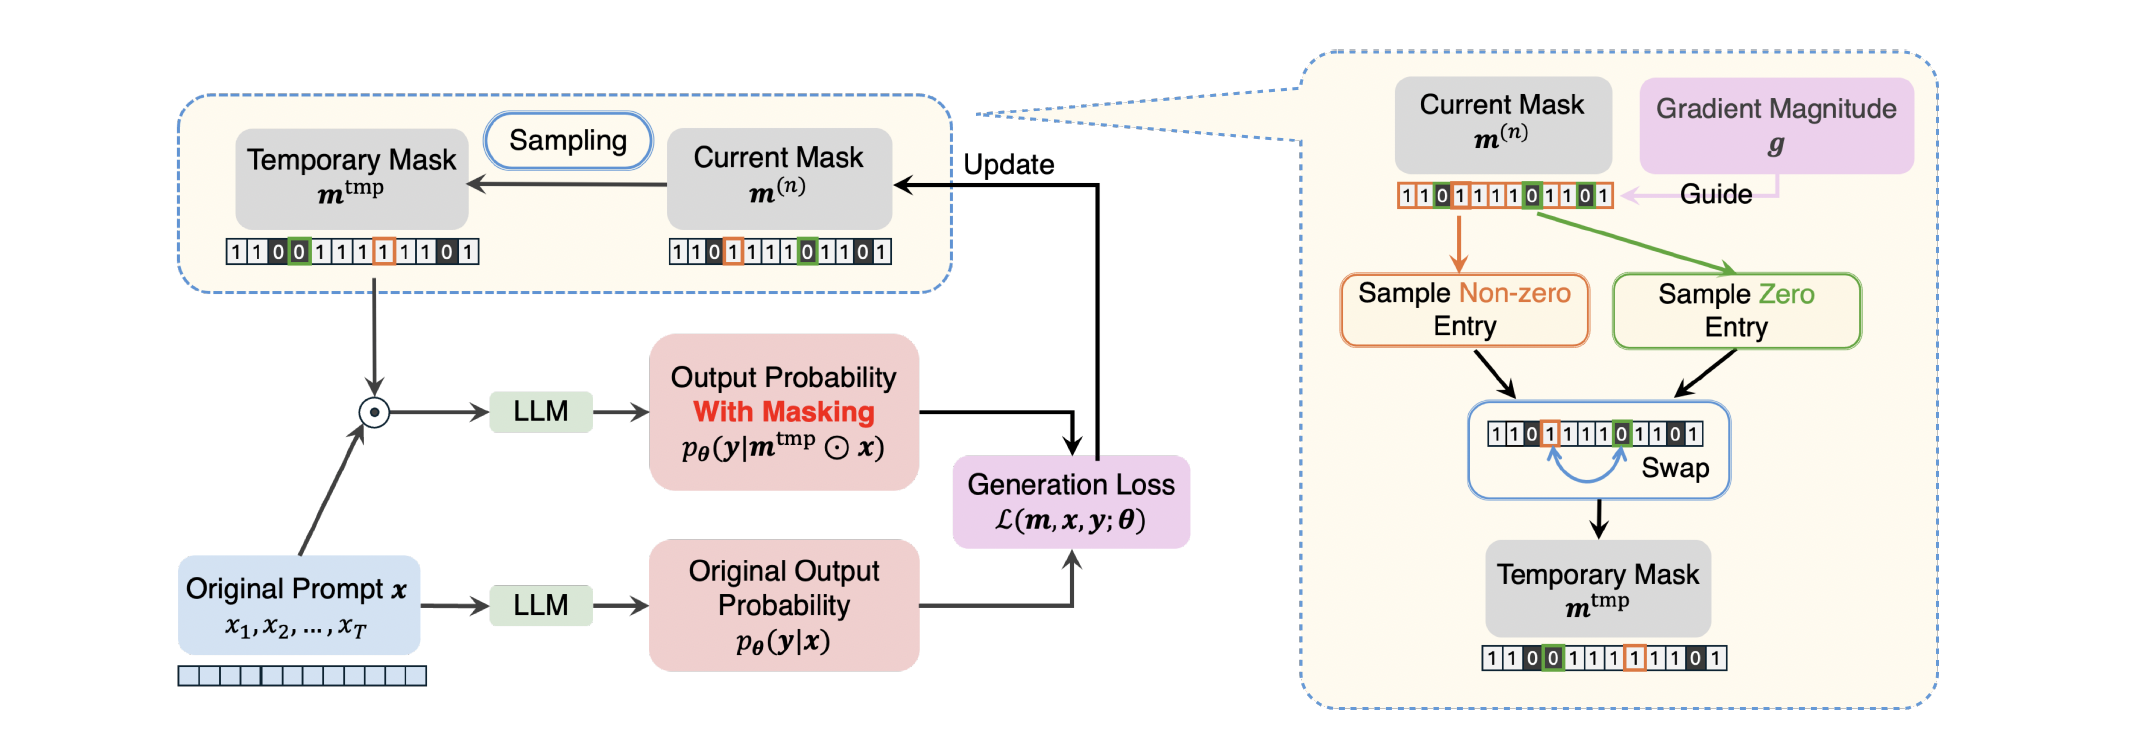 Temporary Mask
m^tmp
Sampling
Current Mask
m^(n)
1 1 0 0 1 1 1 1 1 1 0 1
1 1 0 1 1 1 1 0 1 1 0 1
Update
LLM
Output Probability
With Masking
p_θ(y|m^tmp ⊙ x)
Generation Loss
ℒ(m, x, y; θ)
Original Prompt x
x_1, x_2, ..., x_T
LLM
Original Output
Probability
p_θ(y|x)
Current Mask
m^(n)
Gradient Magnitude
g
1 1 0 1 1 1 1 0 1 1 0 1
Guide
Sample Non-zero
Entry
Sample Zero
Entry
1 1 0 1 1 1 1 0 1 1 0 1
Swap
Temporary Mask
m^tmp
1 1 0 0 1 1 1 1 1 1 0 1